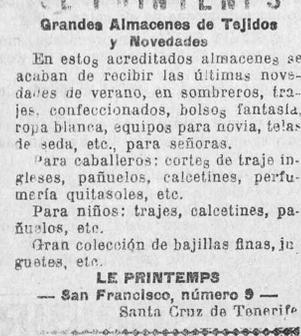 LE PRINTEMPS
Grandes Almacenes de Tejidos
y Novedades
En estos acreditados almacenes se
acaban de recibir las últimas nove-
dades de verano, en sombreros, tra-
jes, confeccionados, bolsos fantasía,
ropa blanca, equipos para novia, telas
de seda, etc., para señoras.
Para caballeros: cortes de traje in-
gleses, pañuelos, calcetines, perfu-
mería quitasoles, etc.
Para niños: trajes, calcetines, pa-
ñuelos, etc.
Gran colección de bajillas finas, ju-
guetes, etc.
LE PRINTEMPS
— San Francisco, número 9 —
Santa Cruz de Tenerife